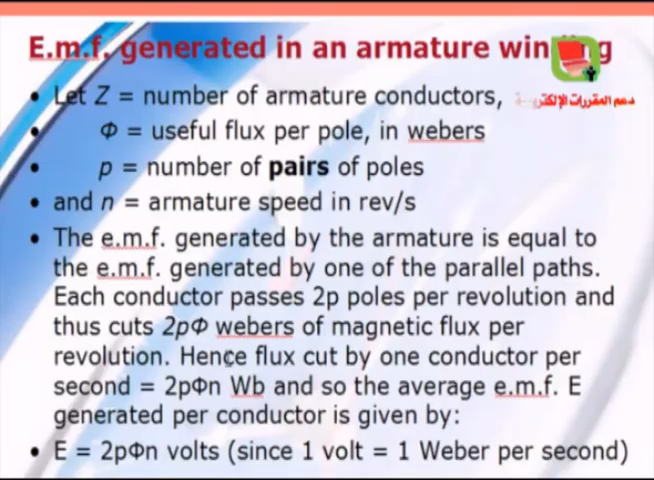 E.m.f. generated in an armature winding
• Let Z = number of armature conductors,
دعم المقررات الإلكترونية
• Φ = useful flux per pole, in webers
• p = number of pairs of poles
• and n = armature speed in rev/s
• The e.m.f. generated by the armature is equal to
the e.m.f. generated by one of the parallel paths.
Each conductor passes 2p poles per revolution and
thus cuts 2pΦ webers of magnetic flux per
revolution. Hence flux cut by one conductor per
second = 2pΦn Wb and so the average e.m.f. E
generated per conductor is given by:
• E = 2pΦn volts (since 1 volt = 1 Weber per second)